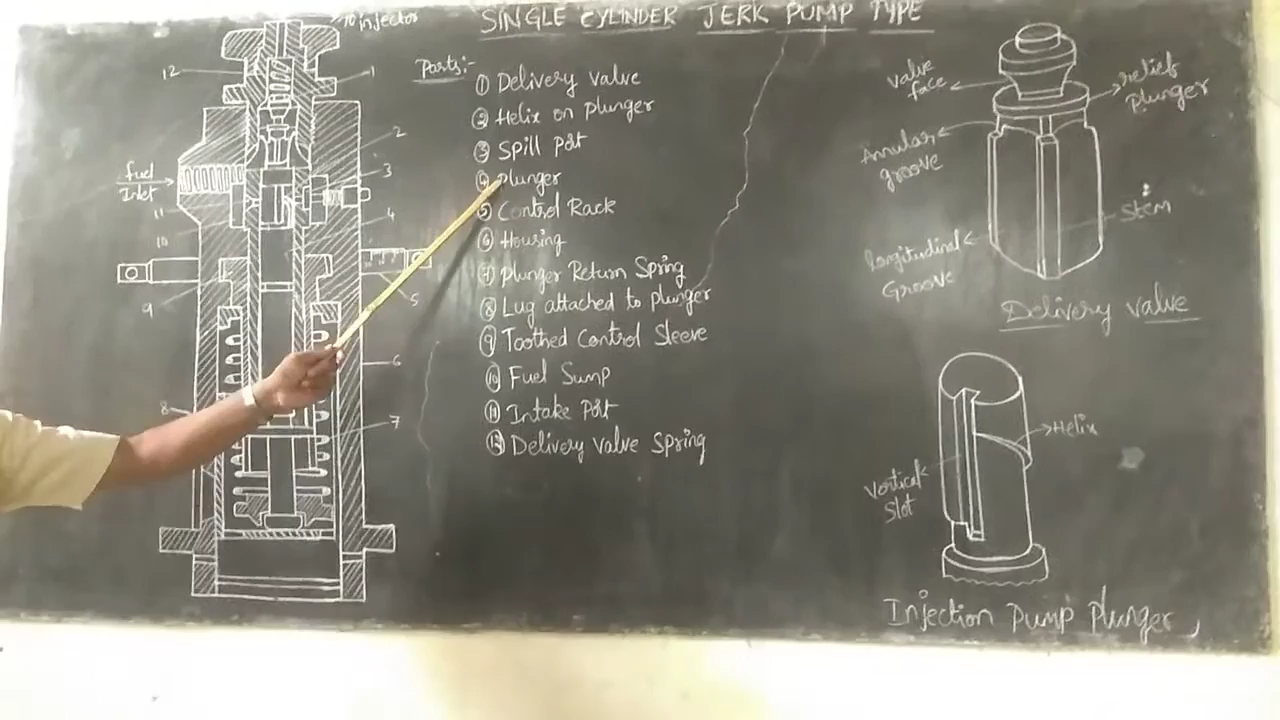 SINGLE CYLINDER JERK PUMP TYPE
To injector
Parts:-
① Delivery valve
② Helix on plunger
③ Spill port
④ Plunger
⑤ Control Rack
⑥ Housing
⑦ Plunger Return Spring
⑧ Lug attached to plunger
⑨ Toothed Control Sleeve
⑩ Fuel Sump
⑪ Intake Port
⑫ Delivery valve Spring
12
1
2
3
4
5
6
7
Fuel
Inlet
11
10
9
8
valve
face
relief
Plunger
Annular
groove
Stem
longitudinal
Groove
Delivery valve
Helix
Vertical
Slot
Injection Pump Plunger